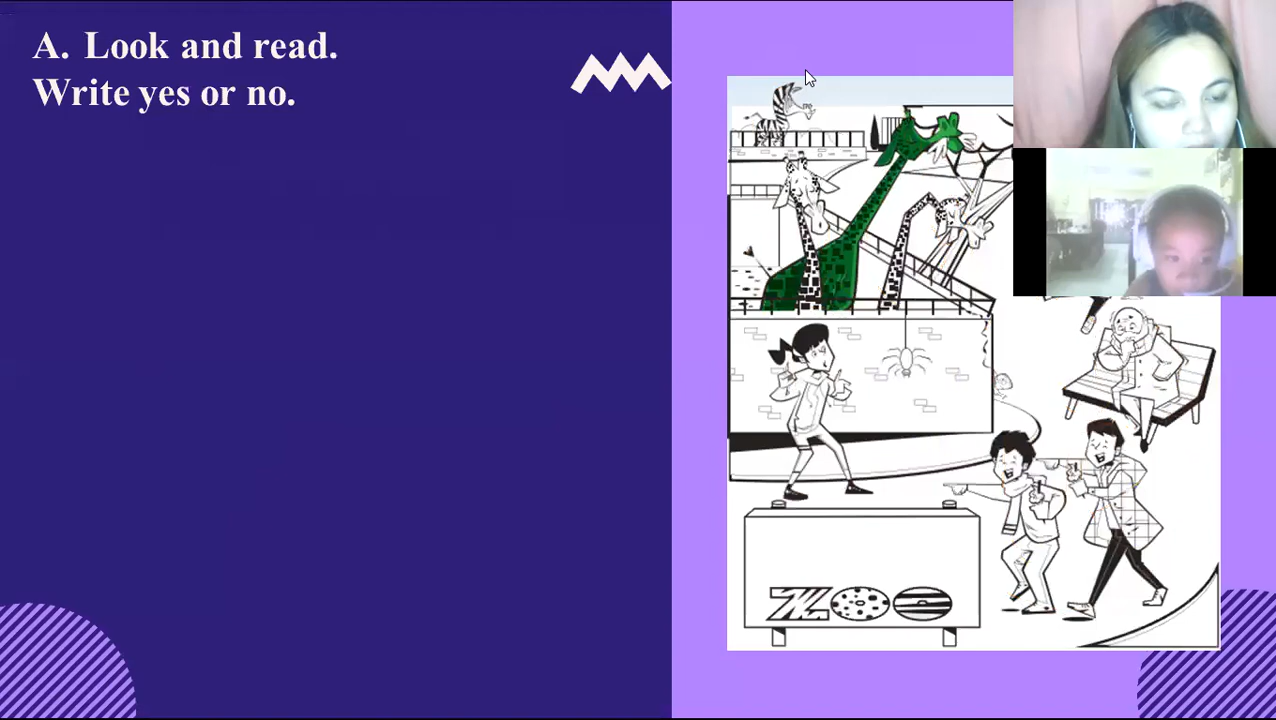 A. Look and read.
Write yes or no.
ZOO